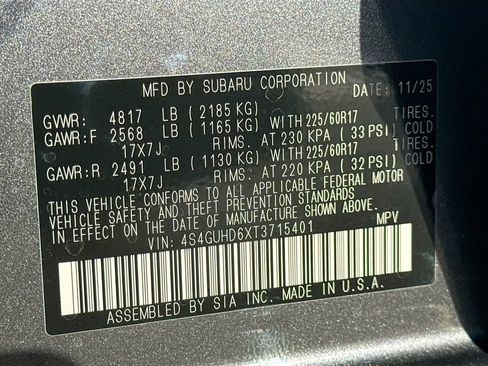 MFD BY SUBARU CORPORATION DATE: 11/25
GVWR: 4817 LB (2185 KG)
GAWR:F 2568 LB (1165 KG) WITH 225/60R17 TIRES.
17X7J RIMS. AT 230 KPA (33 PSI) COLD
GAWR:R 2491 LB (1130 KG) WITH 225/60R17 TIRES.
17X7J RIMS. AT 220 KPA (32 PSI) COLD
THIS VEHICLE CONFORMS TO ALL APPLICABLE FEDERAL MOTOR
VEHICLE SAFETY AND THEFT PREVENTION STANDARDS IN
EFFECT ON THE DATE OF MANUFACTURE SHOWN ABOVE.
VIN: 4S4GUHD6XT3715401 MPV
ASSEMBLED BY SIA INC. MADE IN U.S.A.